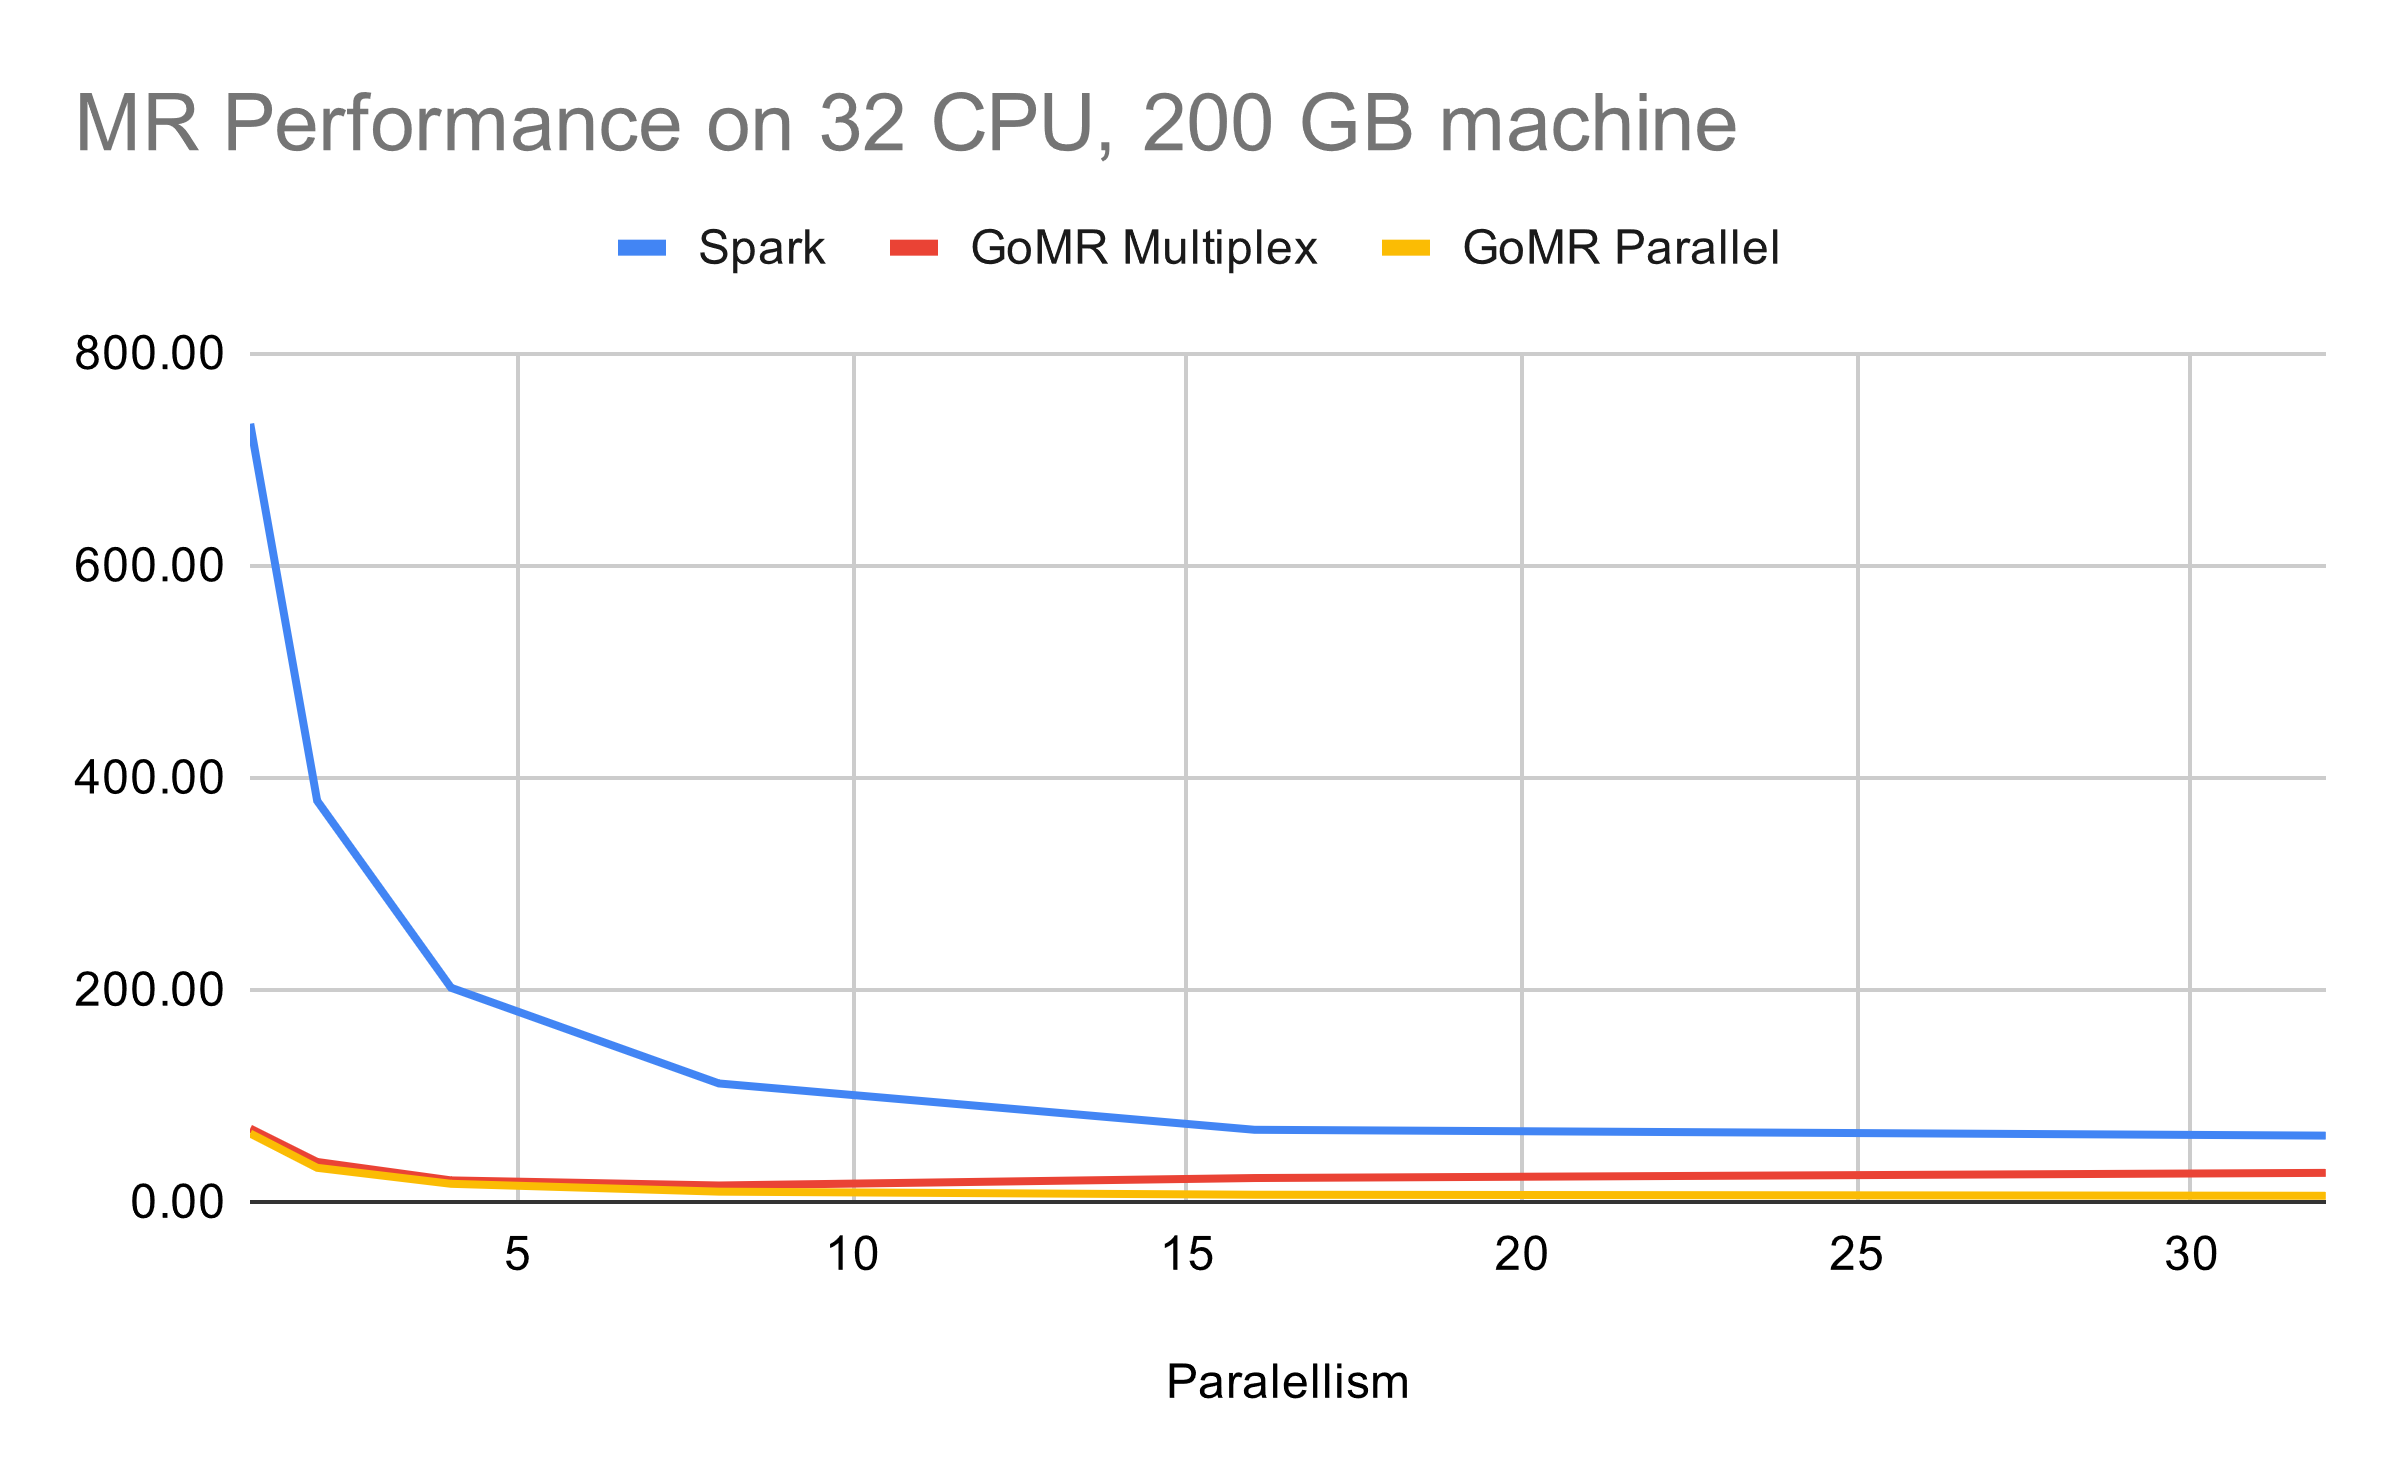 MR Performance on 32 CPU, 200 GB machine
Spark GoMR Multiplex GoMR Parallel
800.00
600.00
400.00
200.00
0.00
5 10 15 20 25 30
Paralellism